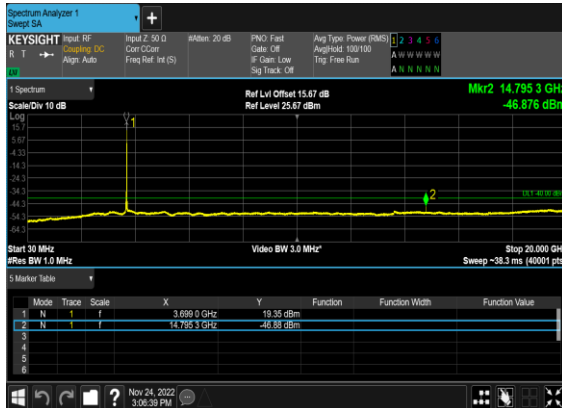 Spectrum Analyzer 1
Swept SA
+
KEYSIGHT
R T
LXI
Input: RF
Coupling: DC
Align: Auto
Input Z: 50 Ω
Corr CCorr
Freq Ref: Int (S)
#Atten: 20 dB
PNO: Fast
Gate: Off
IF Gain: Low
Sig Track: Off
Avg Type: Power (RMS)
Avg|Hold: 100/100
Trig: Free Run
1 2 3 4 5 6
A W W W W W
A N N N N N
1 Spectrum
Scale/Div 10 dB
Ref Lvl Offset 15.67 dB
Ref Level 25.67 dBm
Mkr2 14.795 3 GHz
-46.876 dBm
Log
15.7
5.67
-4.33
-14.3
-24.3
-34.3
-44.3
-54.3
-64.3
1
2
DL1 -40.00 dBm
Start 30 MHz
#Res BW 1.0 MHz
Video BW 3.0 MHz*
Stop 20.000 GHz
Sweep ~38.3 ms (40001 pts)
5 Marker Table
Mode Trace Scale X Y Function Function Width Function Value
1 N 1 f 3.699 0 GHz 19.35 dBm
2 N 1 f 14.795 3 GHz -46.88 dBm
3
4
5
6
?
Nov 24, 2022
3:06:39 PM